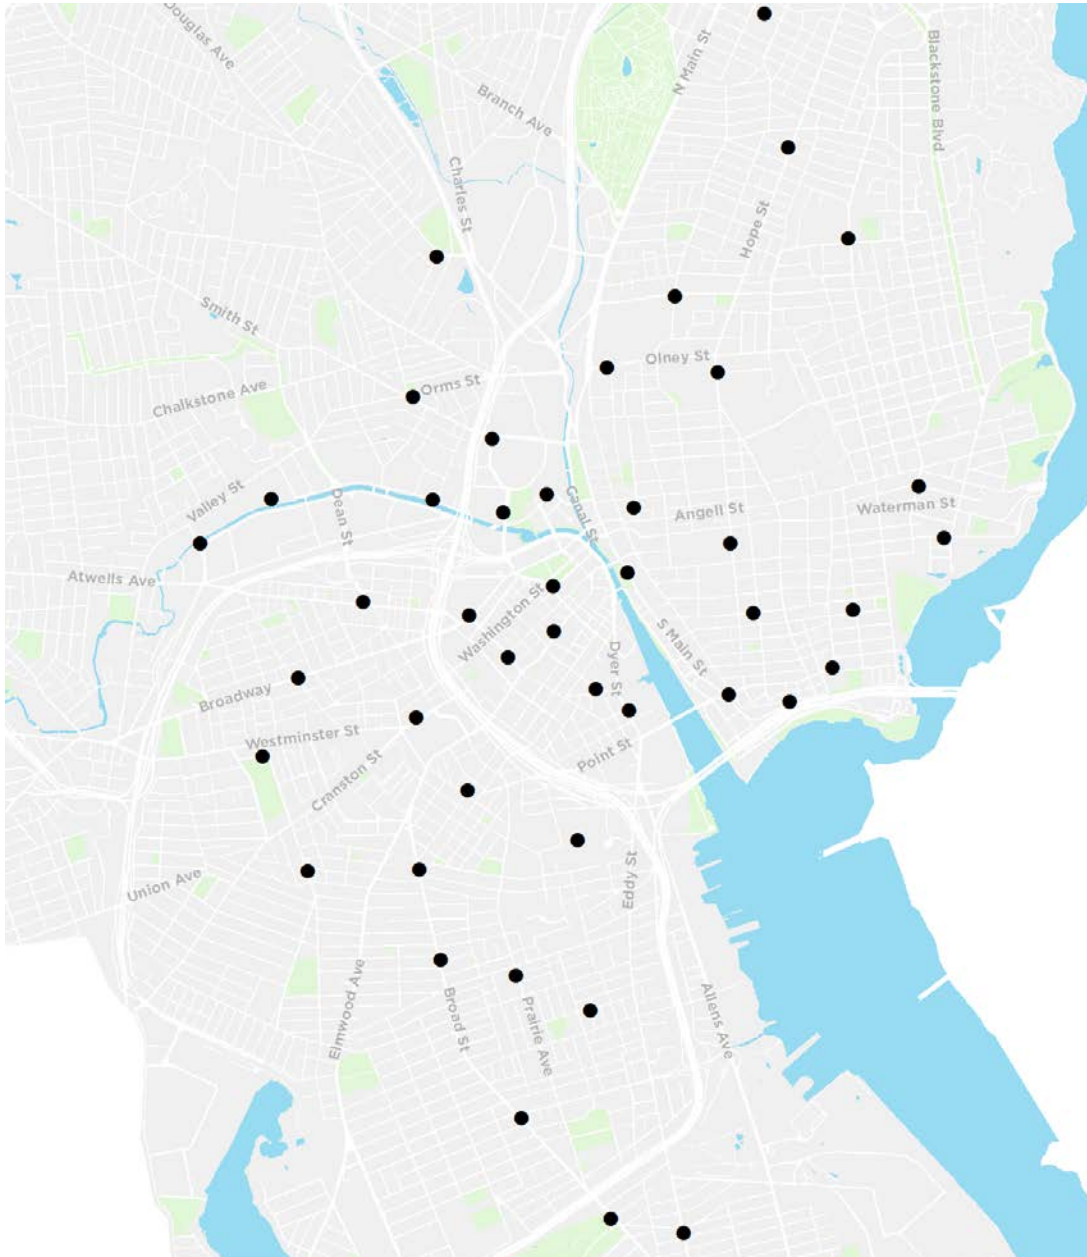 Douglas Ave
N Main St
Blackstone Blvd
Branch Ave
Charles St
Hope St
Smith St
Olney St
Orms St
Chalkstone Ave
Valley St
Dean St
Canal St
Angell St
Waterman St
Atwells Ave
Washington St
S Main St
Dyer St
Broadway
Westminster St
Point St
Cranston St
Union Ave
Eddy St
Elmwood Ave
Broad St
Prairie Ave
Allens Ave